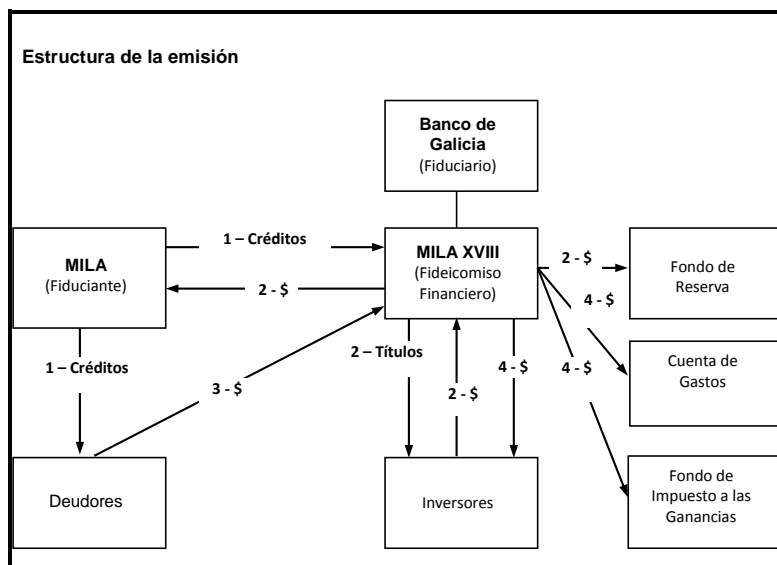 Estructura de la emisión
Banco de
Galicia
(Fiduciario)
1 – Créditos
MILA
(Fiduciante)
2 - $
MILA XVIII
(Fideicomiso
Financiero)
2 - $
Fondo de
Reserva
4 - $
1 – Créditos
3 - $
2 – Títulos
2 - $
4 - $
4 - $
Cuenta de
Gastos
Deudores
Inversores
Fondo de
Impuesto a las
Ganancias